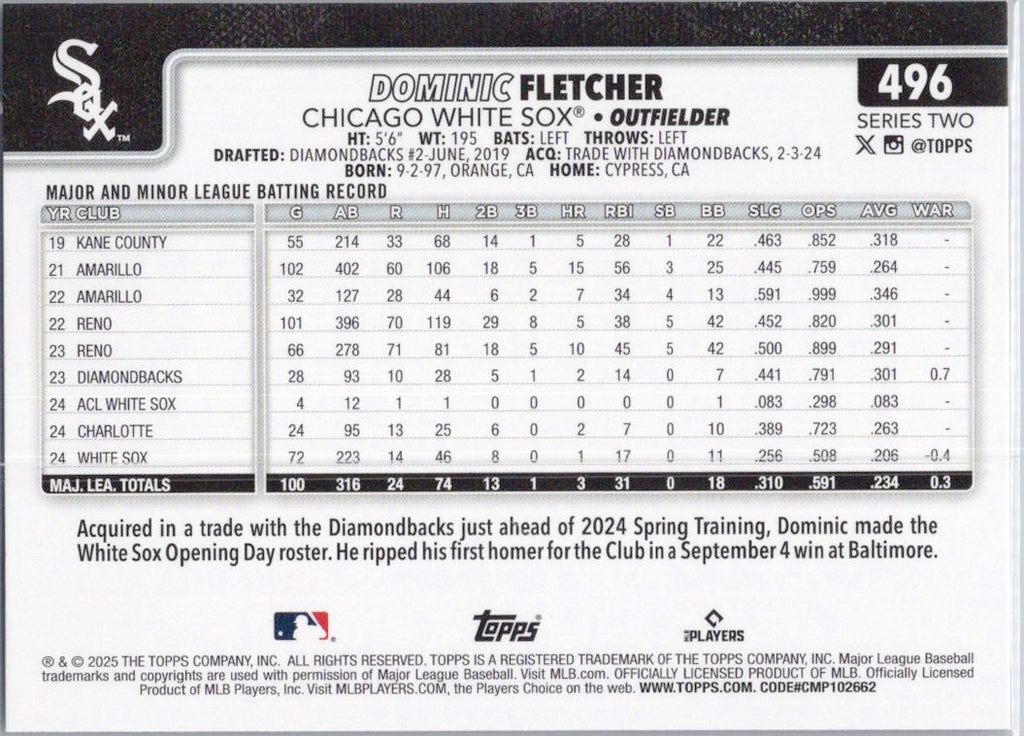 Sox™
DOMINIC FLETCHER
496
CHICAGO WHITE SOX® • OUTFIELDER
SERIES TWO
HT: 5'6" WT: 195 BATS: LEFT THROWS: LEFT
X @TOPPS
DRAFTED: DIAMONDBACKS #2-JUNE, 2019 ACQ: TRADE WITH DIAMONDBACKS, 2-3-24
BORN: 9-2-97, ORANGE, CA HOME: CYPRESS, CA
MAJOR AND MINOR LEAGUE BATTING RECORD
YR CLUB G AB R H 2B 3B HR RBI SB BB SLG OPS AVG WAR
19 KANE COUNTY 55 214 33 68 14 1 5 28 1 22 .463 .852 .318 -
21 AMARILLO 102 402 60 106 18 5 15 56 3 25 .445 .759 .264 -
22 AMARILLO 32 127 28 44 6 2 7 34 4 13 .591 .999 .346 -
22 RENO 101 396 70 119 29 8 5 38 5 42 .452 .820 .301 -
23 RENO 66 278 71 81 18 5 10 45 5 42 .500 .899 .291 -
23 DIAMONDBACKS 28 93 10 28 5 1 2 14 0 7 .441 .791 .301 0.7
24 ACL WHITE SOX 4 12 1 1 0 0 0 0 0 1 .083 .298 .083 -
24 CHARLOTTE 24 95 13 25 6 0 2 7 0 10 .389 .723 .263 -
24 WHITE SOX 72 223 14 46 8 0 1 17 0 11 .256 .508 .206 -0.4
MAJ. LEA. TOTALS 100 316 24 74 13 1 3 31 0 18 .310 .591 .234 0.3
Acquired in a trade with the Diamondbacks just ahead of 2024 Spring Training, Dominic made the
White Sox Opening Day roster. He ripped his first homer for the Club in a September 4 win at Baltimore.
® Topps® MLB PLAYERS
® & © 2025 THE TOPPS COMPANY, INC. ALL RIGHTS RESERVED. TOPPS IS A REGISTERED TRADEMARK OF THE TOPPS COMPANY, INC. Major League Baseball
trademarks and copyrights are used with permission of Major League Baseball. Visit MLB.com. OFFICIALLY LICENSED PRODUCT OF MLB. Officially Licensed
Product of MLB Players, Inc. Visit MLBPLAYERS.COM, the Players Choice on the web. WWW.TOPPS.COM. CODE#CMP102662